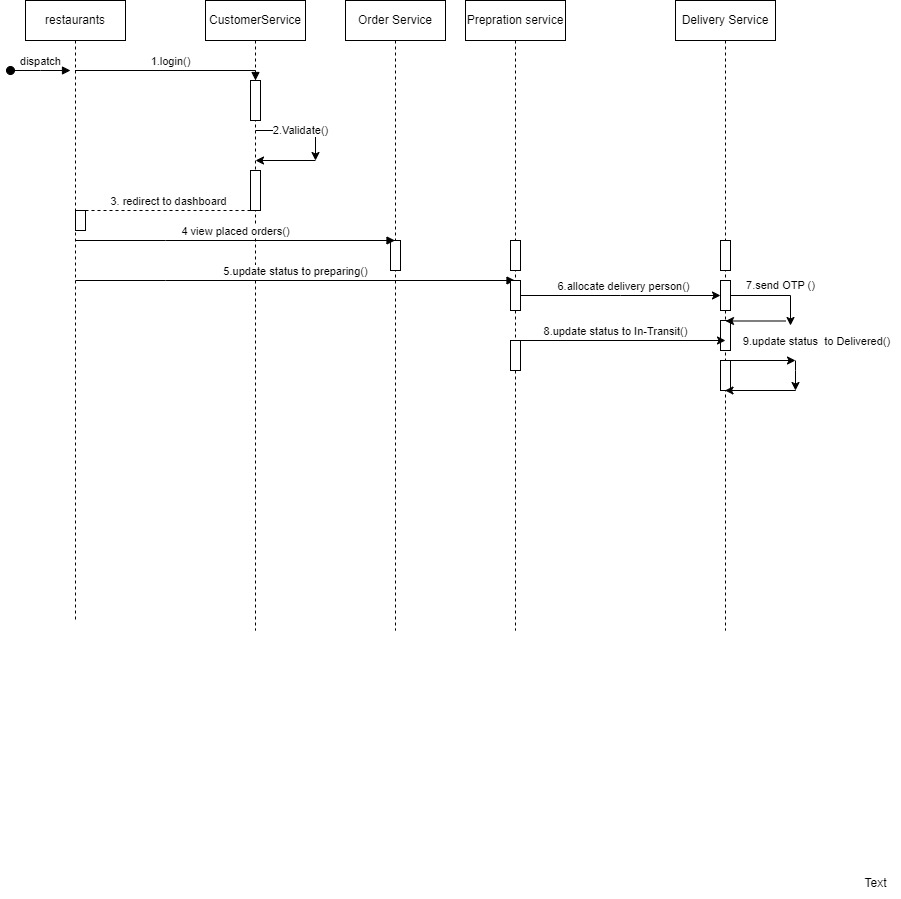 restaurants
CustomerService
Order Service
Prepration service
Delivery Service
dispatch
1.login()
2.Validate()
3. redirect to dashboard
4 view placed orders()
5.update status to preparing()
6.allocate delivery person()
7.send OTP ()
8.update status to In-Transit()
9.update status  to Delivered()
Text